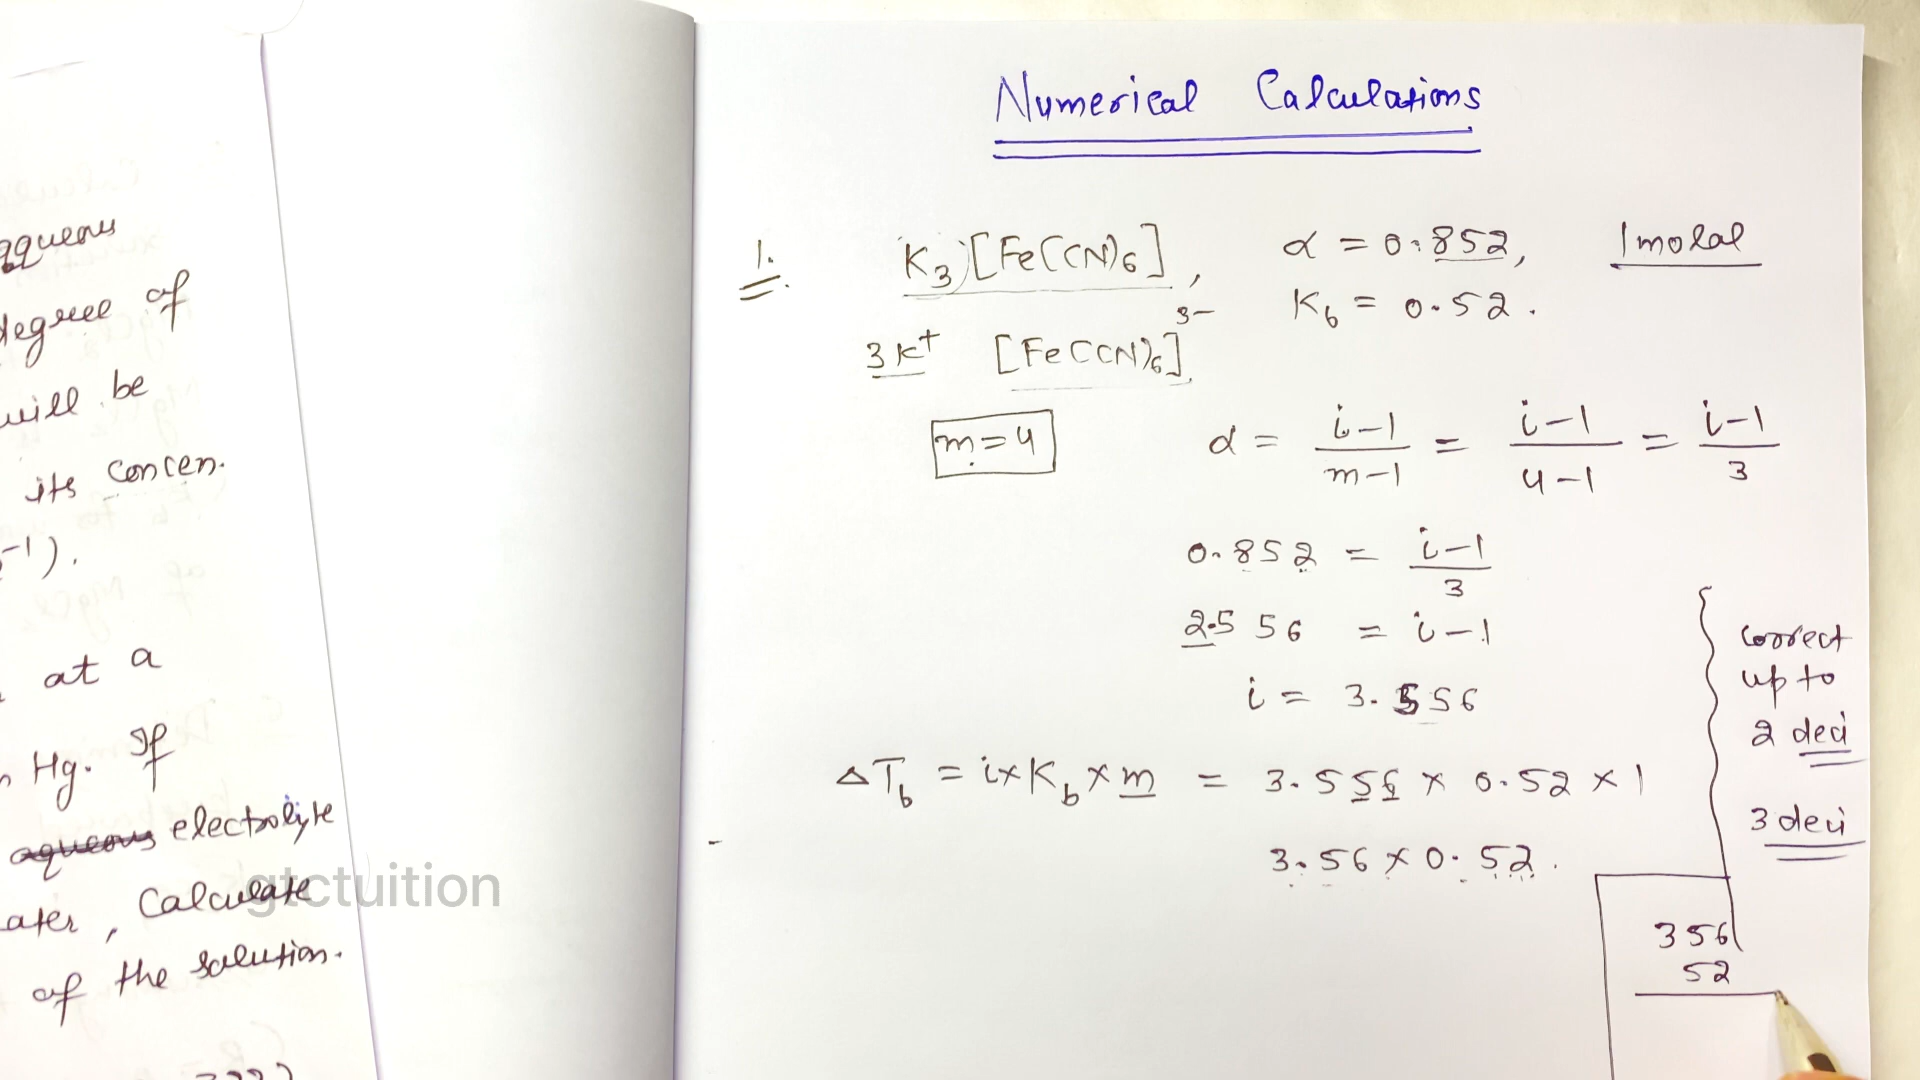 aqueous
degree of
will be
its concen.
-1).
at a
Hg. If
aqueous electrolyte
ater, Calculate
of the solution.
gtctuition
Numerical Calculations
1. K3[Fe(CN)6], α = 0.852, 1 molal
Kb = 0.52.
3K+ [Fe(CN)6]3-
m = 4
α = i-1/m-1 = i-1/4-1 = i-1/3
0.852 = i-1/3
2.556 = i-1
i = 3.556
ΔTb = i×Kb×m = 3.556 × 0.52 × 1
3.56 × 0.52.
correct
up to
2 deci
3 deci
356
52